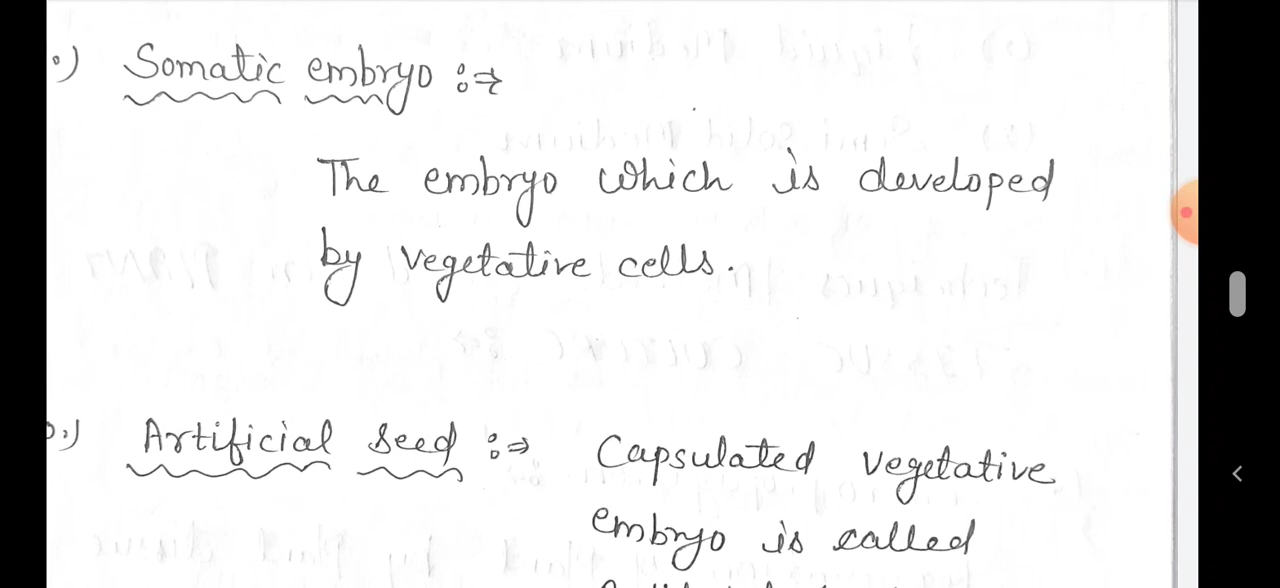 Somatic embryo :→
The embryo which is developed
by vegetative cells.
Artificial seed :⇒ Capsulated vegetative
embryo is called